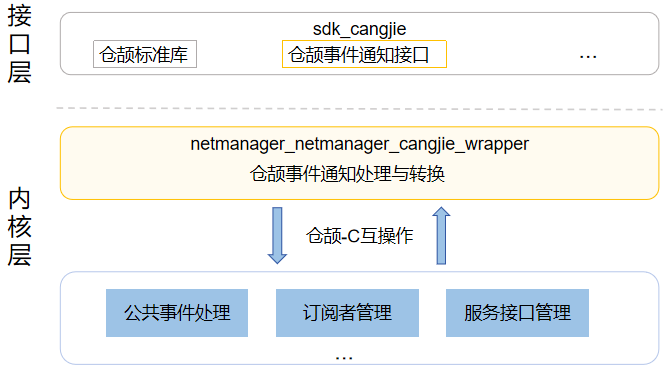 接口层
sdk_cangjie
仓颉标准库
仓颉事件通知接口
...
内核层
netmanager_netmanager_cangjie_wrapper
仓颉事件通知处理与转换
仓颉-C互操作
公共事件处理
订阅者管理
服务接口管理
...